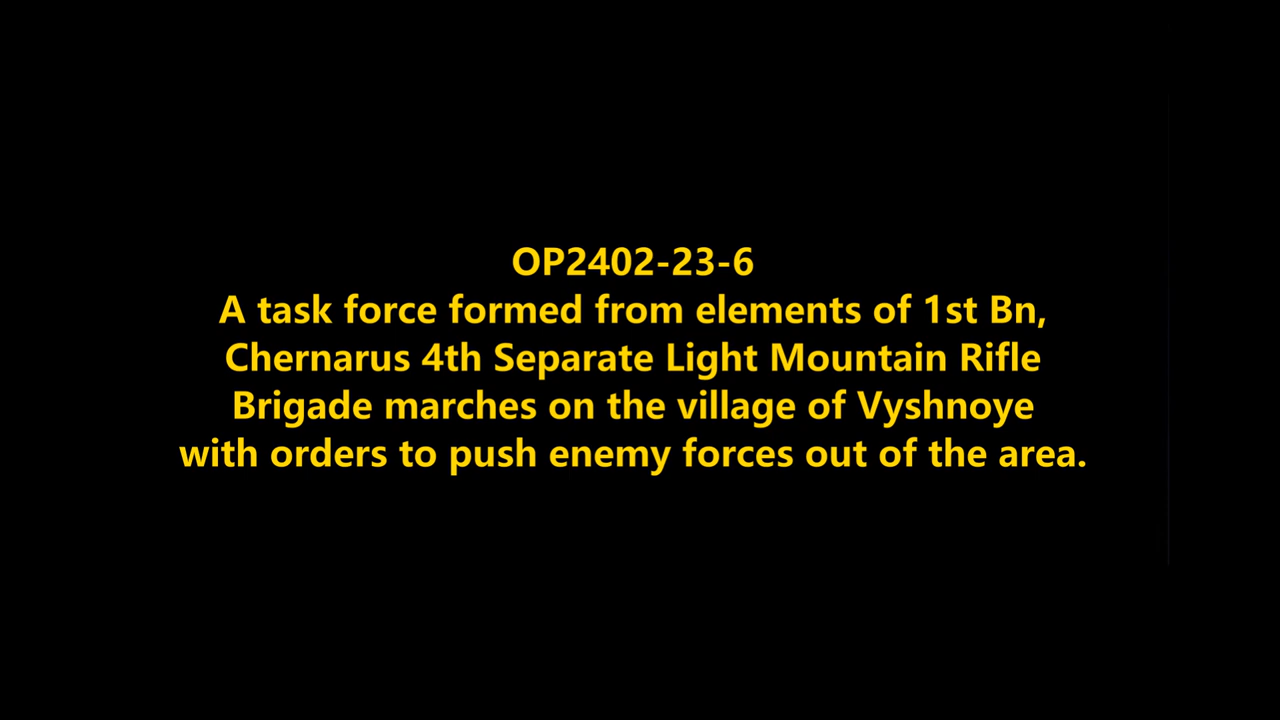 OP2402-23-6
A task force formed from elements of 1st Bn,
Chernarus 4th Separate Light Mountain Rifle
Brigade marches on the village of Vyshnoye
with orders to push enemy forces out of the area.